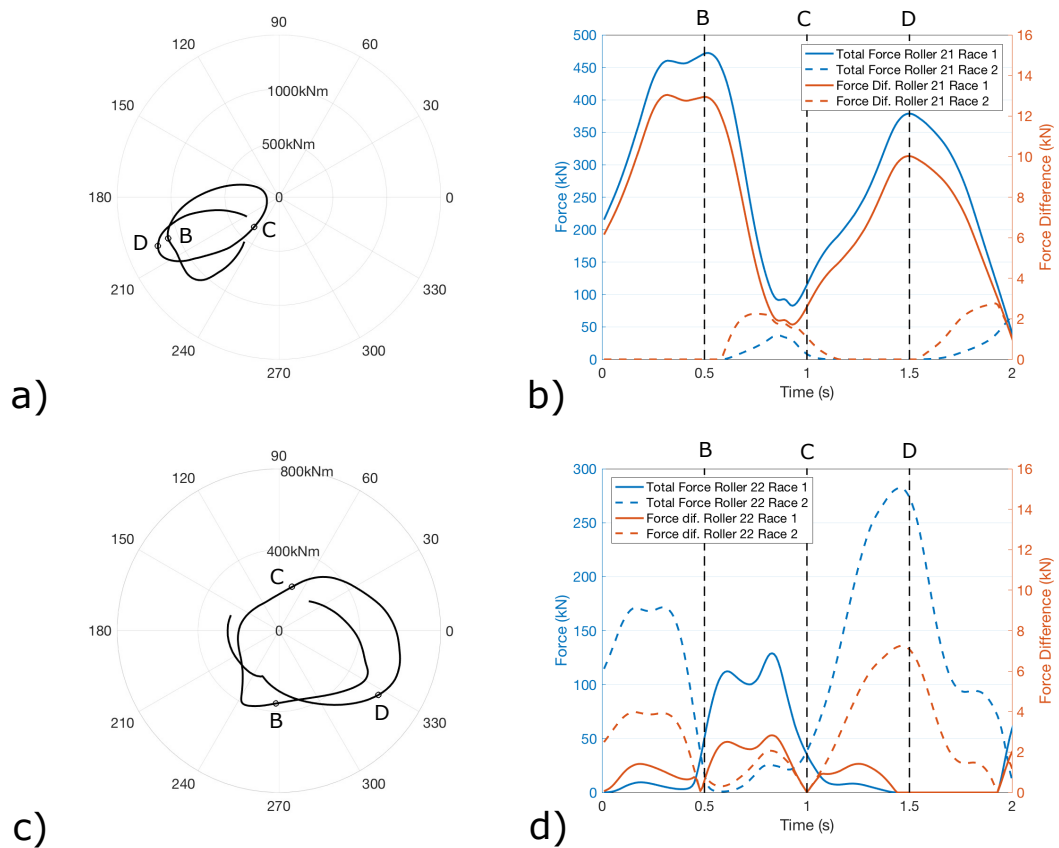 90
120
60
1000kNm
150
30
500kNm
180
0
0
D
B
C
210
330
240
300
270
a)
B
C
D
500
16
Total Force Roller 21 Race 1
Total Force Roller 21 Race 2
Force Dif. Roller 21 Race 1
Force Dif. Roller 21 Race 2
450
14
400
12
350
300
10
250
8
200
6
150
4
100
2
50
0
0
Force (kN)
Force Difference (kN)
0
0.5
1
1.5
2
Time (s)
b)
90
800kNm
120
60
150
30
400kNm
C
180
0
0
B
D
210
330
240
300
270
c)
B
C
D
300
16
Total Force Roller 22 Race 1
Total Force Roller 22 Race 2
Force dif. Roller 22 Race 1
Force dif. Roller 22 Race 2
14
250
12
200
10
150
8
6
100
4
50
2
0
0
Force (kN)
Force Difference (kN)
0
0.5
1
1.5
2
Time (s)
d)